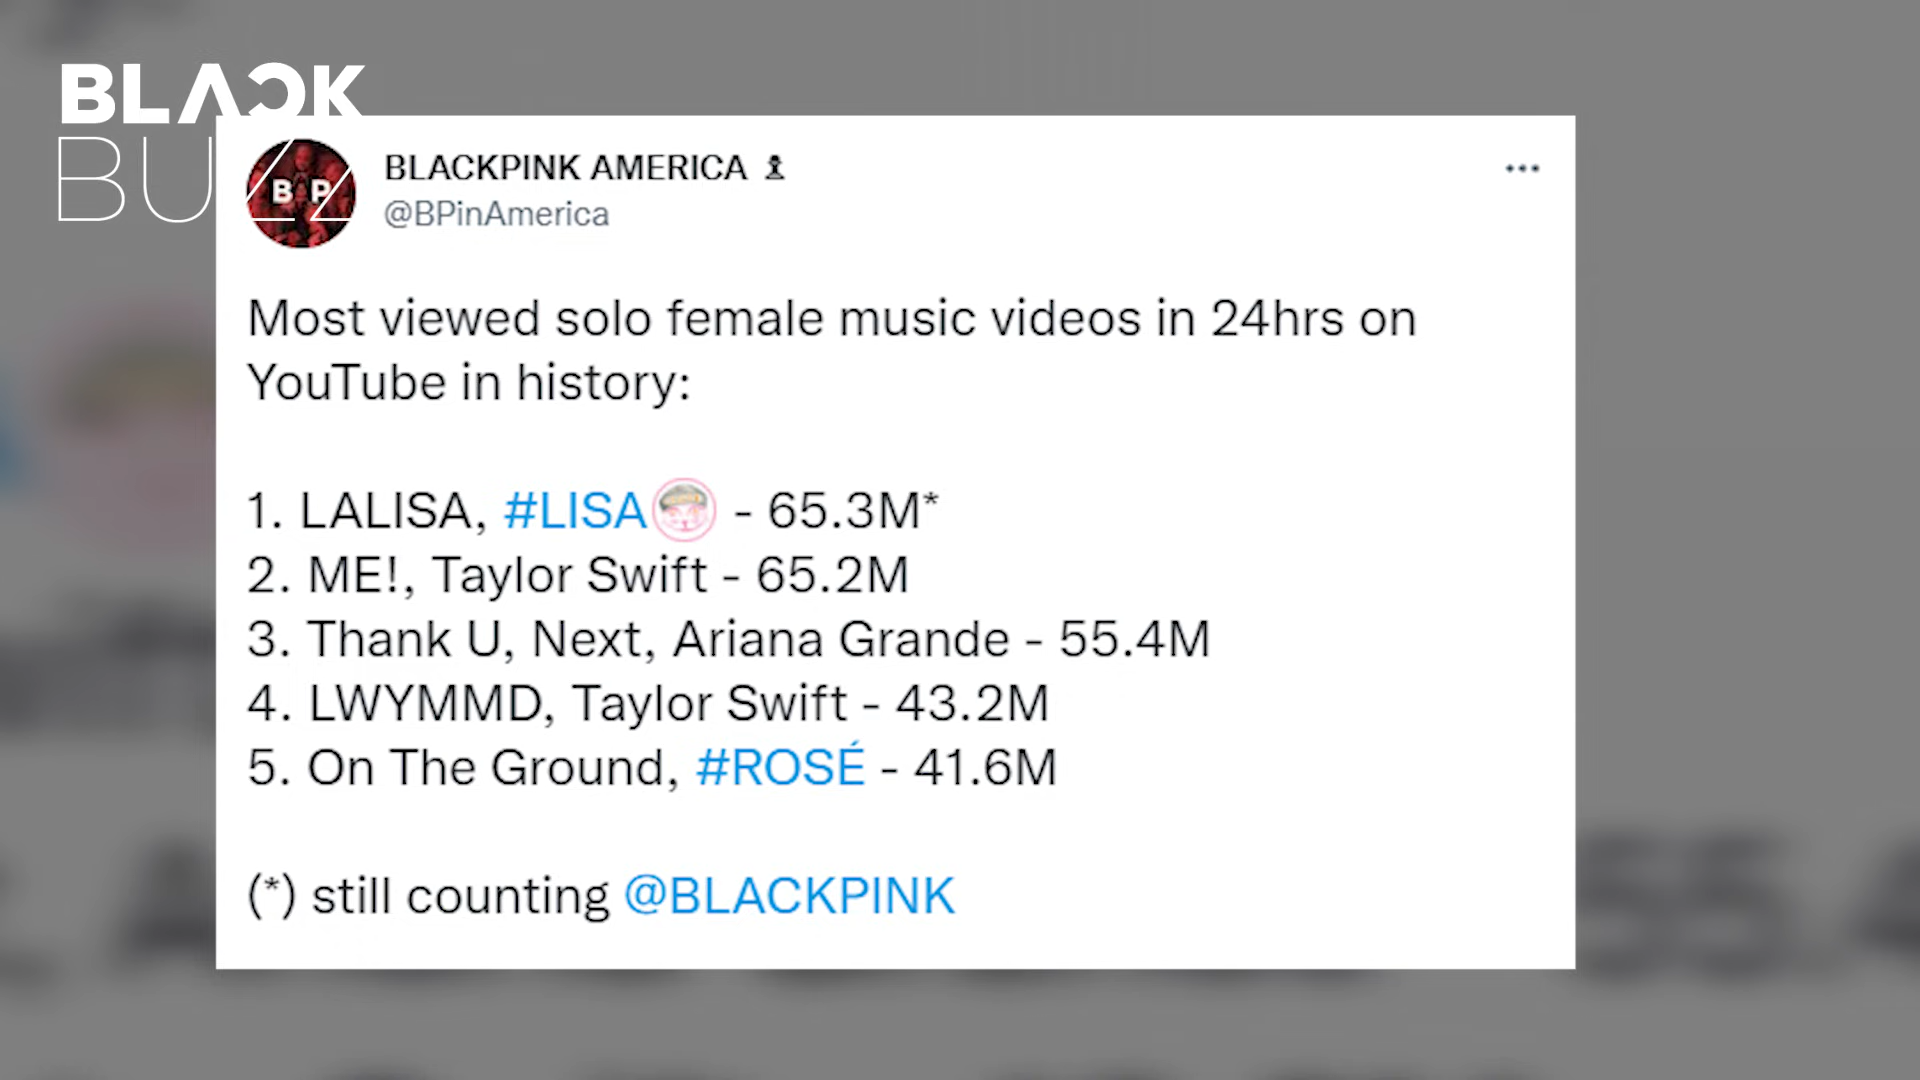 BLACK
BUZZ
BP
BLACKPINK AMERICA
@BPinAmerica
Most viewed solo female music videos in 24hrs on
YouTube in history:
1. LALISA, #LISA - 65.3M*
2. ME!, Taylor Swift - 65.2M
3. Thank U, Next, Ariana Grande - 55.4M
4. LWYMMD, Taylor Swift - 43.2M
5. On The Ground, #ROSÉ - 41.6M
(*) still counting @BLACKPINK